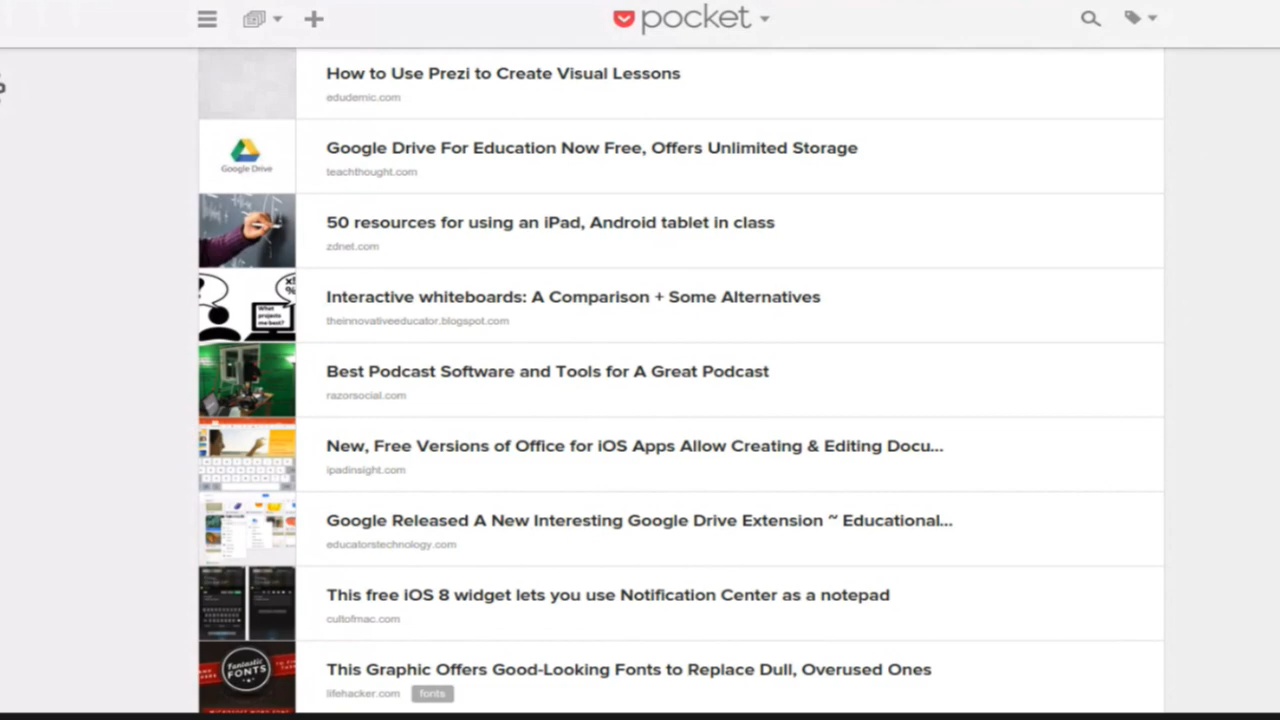 pocket
How to Use Prezi to Create Visual Lessons
edudemic.com
Google Drive For Education Now Free, Offers Unlimited Storage
teachthought.com
Google Drive
50 resources for using an iPad, Android tablet in class
zdnet.com
Interactive whiteboards: A Comparison + Some Alternatives
theinnovativeeducator.blogspot.com
What
projects
me best?
Best Podcast Software and Tools for A Great Podcast
razorsocial.com
New, Free Versions of Office for iOS Apps Allow Creating & Editing Docu...
ipadinsight.com
Google Released A New Interesting Google Drive Extension ~ Educational...
educatorstechnology.com
This free iOS 8 widget lets you use Notification Center as a notepad
cultofmac.com
This Graphic Offers Good-Looking Fonts to Replace Dull, Overused Ones
lifehacker.com fonts
Fantastic
FONTS